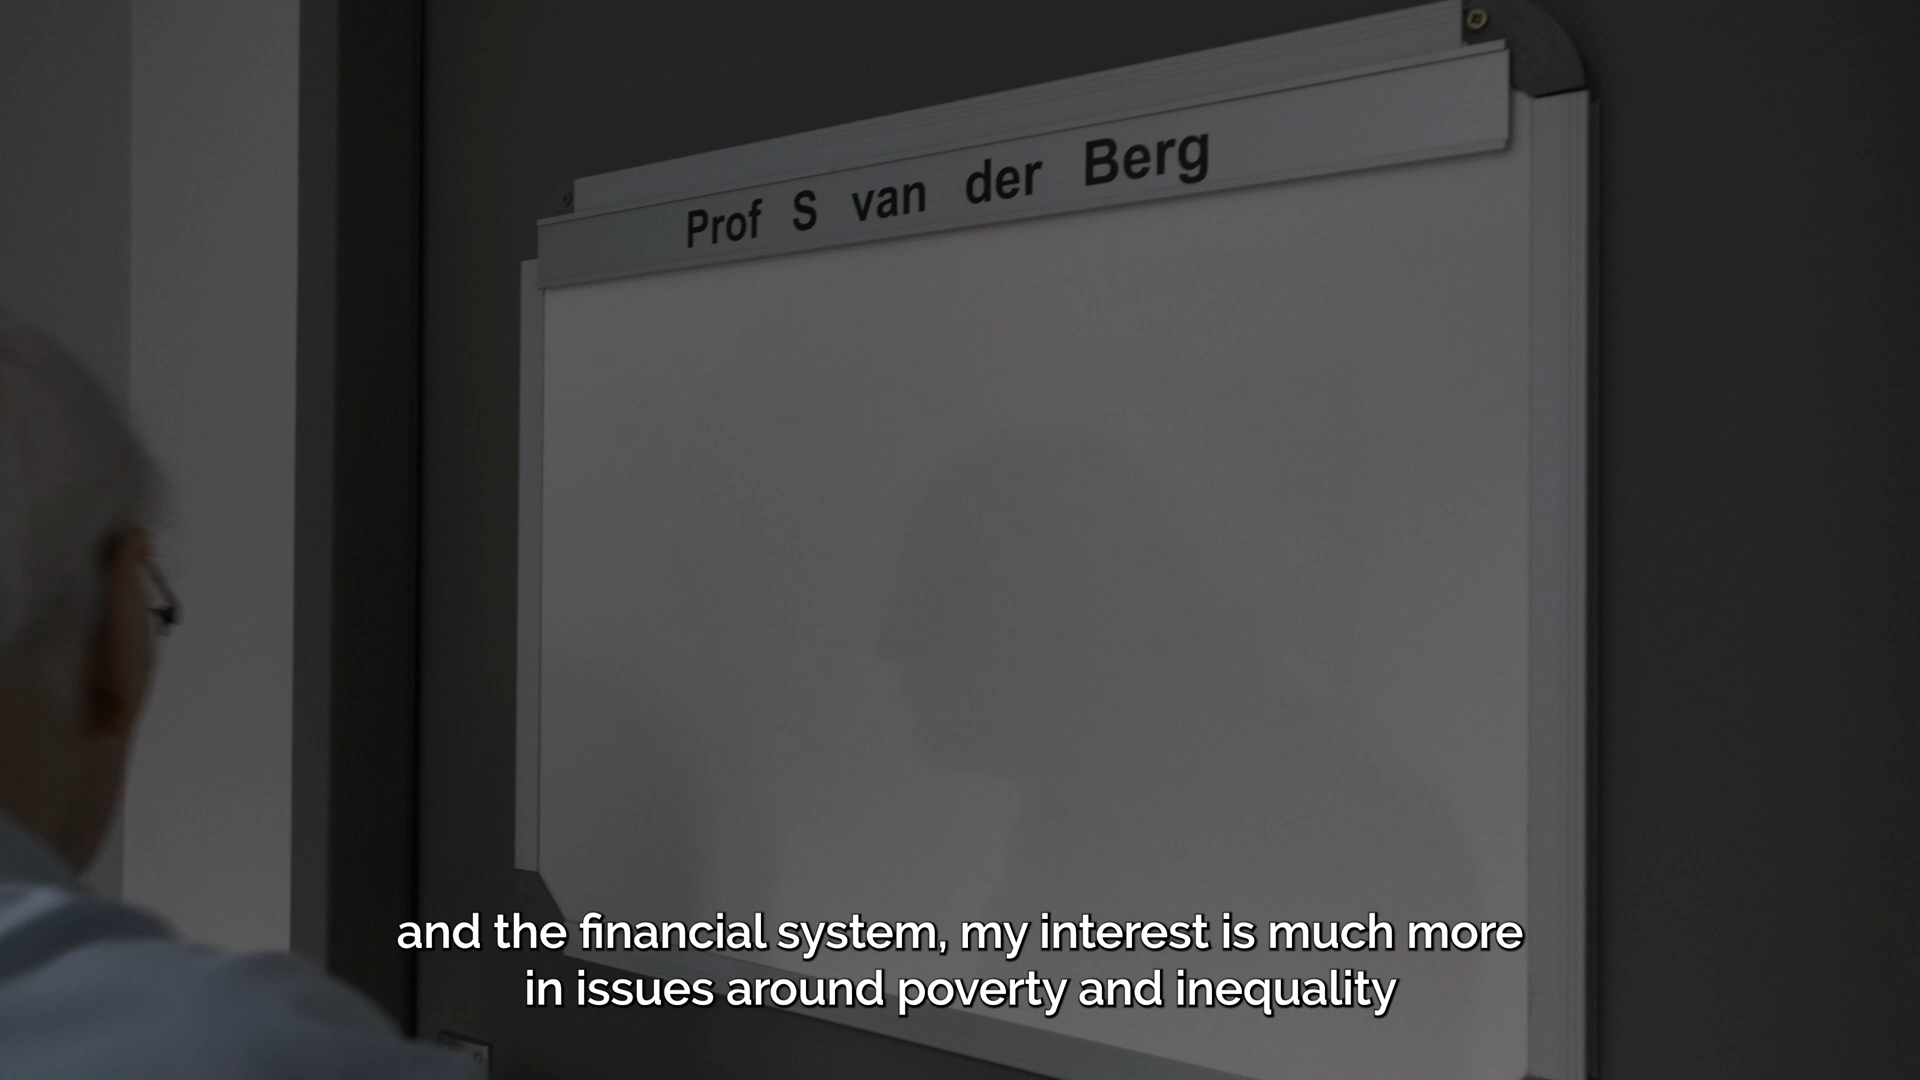 Prof S van der Berg
and the financial system, my interest is much more
in issues around poverty and inequality